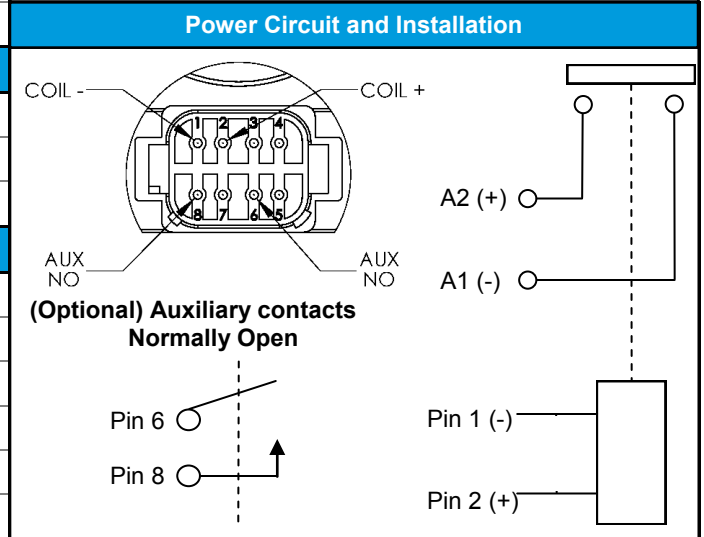 Power Circuit and Installation
COIL -
COIL +
1 2 3 4
8 7 6 5
AUX
NO
AUX
NO
(Optional) Auxiliary contacts
Normally Open
Pin 6
Pin 8
A2 (+)
A1 (-)
Pin 1 (-)
Pin 2 (+)